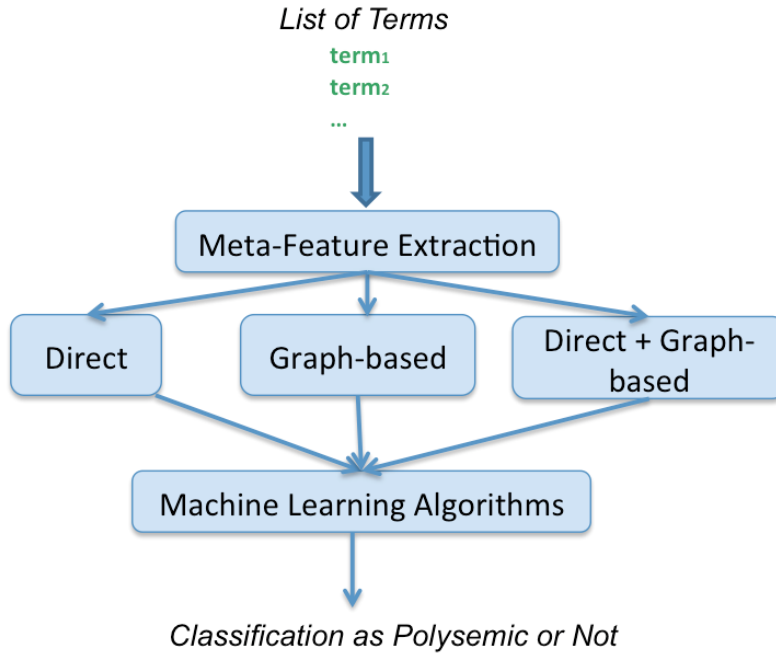 List of Terms
term1
term2
...
Meta-Feature Extraction
Direct
Graph-based
Direct + Graph-
based
Machine Learning Algorithms
Classification as Polysemic or Not